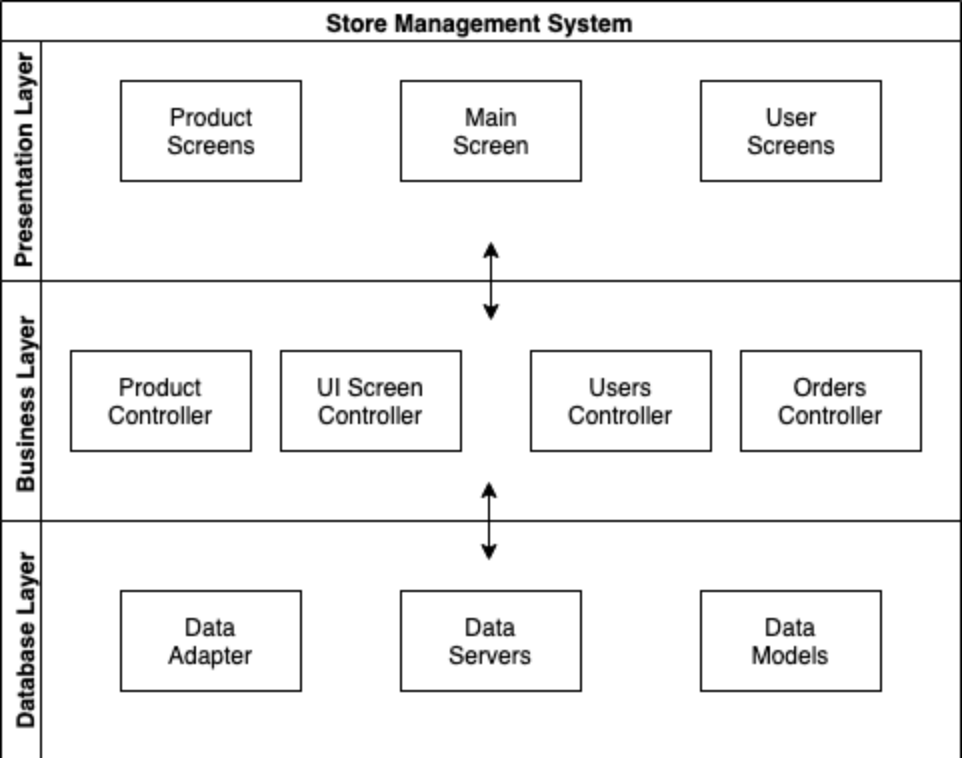 Store Management System
Presentation Layer
Product
Screens
Main
Screen
User
Screens
Business Layer
Product
Controller
UI Screen
Controller
Users
Controller
Orders
Controller
Database Layer
Data
Adapter
Data
Servers
Data
Models